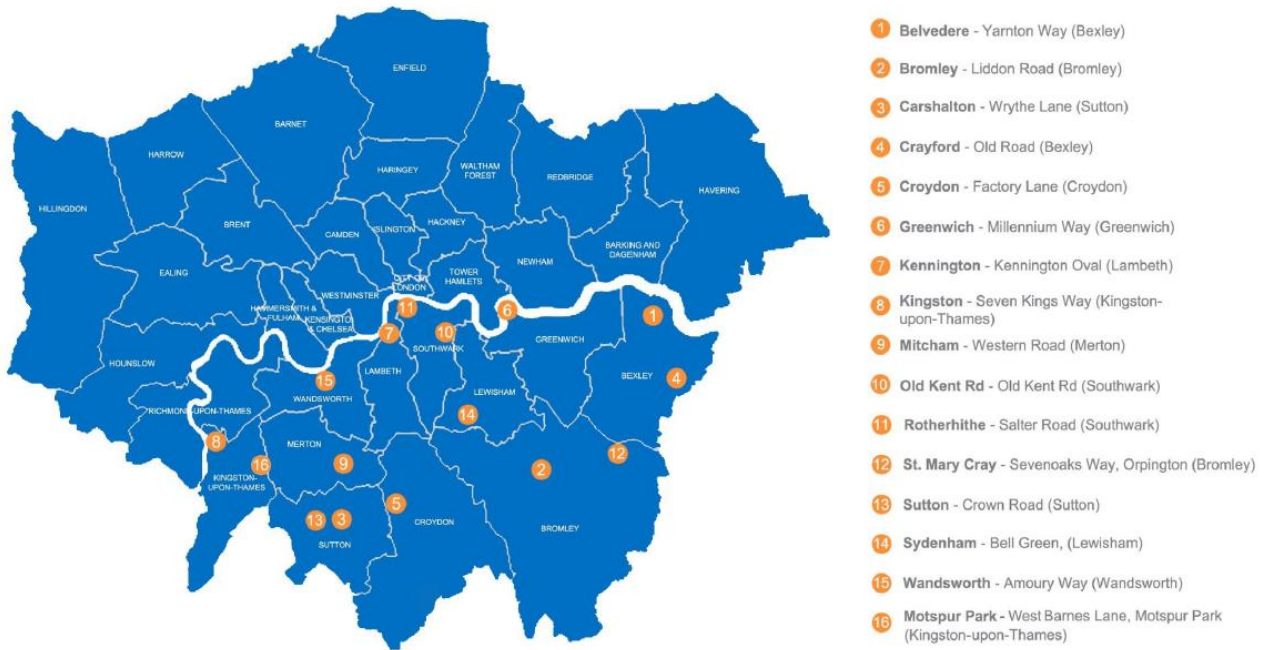 ENFIELD
BARNET
HARROW
HARINGEY
WALTHAM
FOREST
REDBRIDGE
HAVERING
HILLINGDON
BRENT
CAMDEN
ISLINGTON
HACKNEY
BARKING AND
DAGENHAM
EALING
TOWER
HAMLETS
NEWHAM
CITY OF
LONDON
WESTMINSTER
HAMMERSMITH &
FULHAM
KENSINGTON
& CHELSEA
11
6
1
7
10
SOUTHWARK
GREENWICH
HOUNSLOW
LAMBETH
BEXLEY
4
15
WANDSWORTH
LEWISHAM
14
RICHMOND-UPON-THAMES
8
MERTON
16
9
12
2
KINGSTON-
UPON-THAMES
5
13
3
CROYDON
BROMLEY
SUTTON
1 Belvedere - Yarnton Way (Bexley)
2 Bromley - Liddon Road (Bromley)
3 Carshalton - Wrythe Lane (Sutton)
4 Crayford - Old Road (Bexley)
5 Croydon - Factory Lane (Croydon)
6 Greenwich - Millennium Way (Greenwich)
7 Kennington - Kennington Oval (Lambeth)
8 Kingston - Seven Kings Way (Kingston-
upon-Thames)
9 Mitcham - Western Road (Merton)
10 Old Kent Rd - Old Kent Rd (Southwark)
11 Rotherhithe - Salter Road (Southwark)
12 St. Mary Cray - Sevenoaks Way, Orpington (Bromley)
13 Sutton - Crown Road (Sutton)
14 Sydenham - Bell Green, (Lewisham)
15 Wandsworth - Amoury Way (Wandsworth)
16 Motspur Park - West Barnes Lane, Motspur Park
(Kingston-upon-Thames)